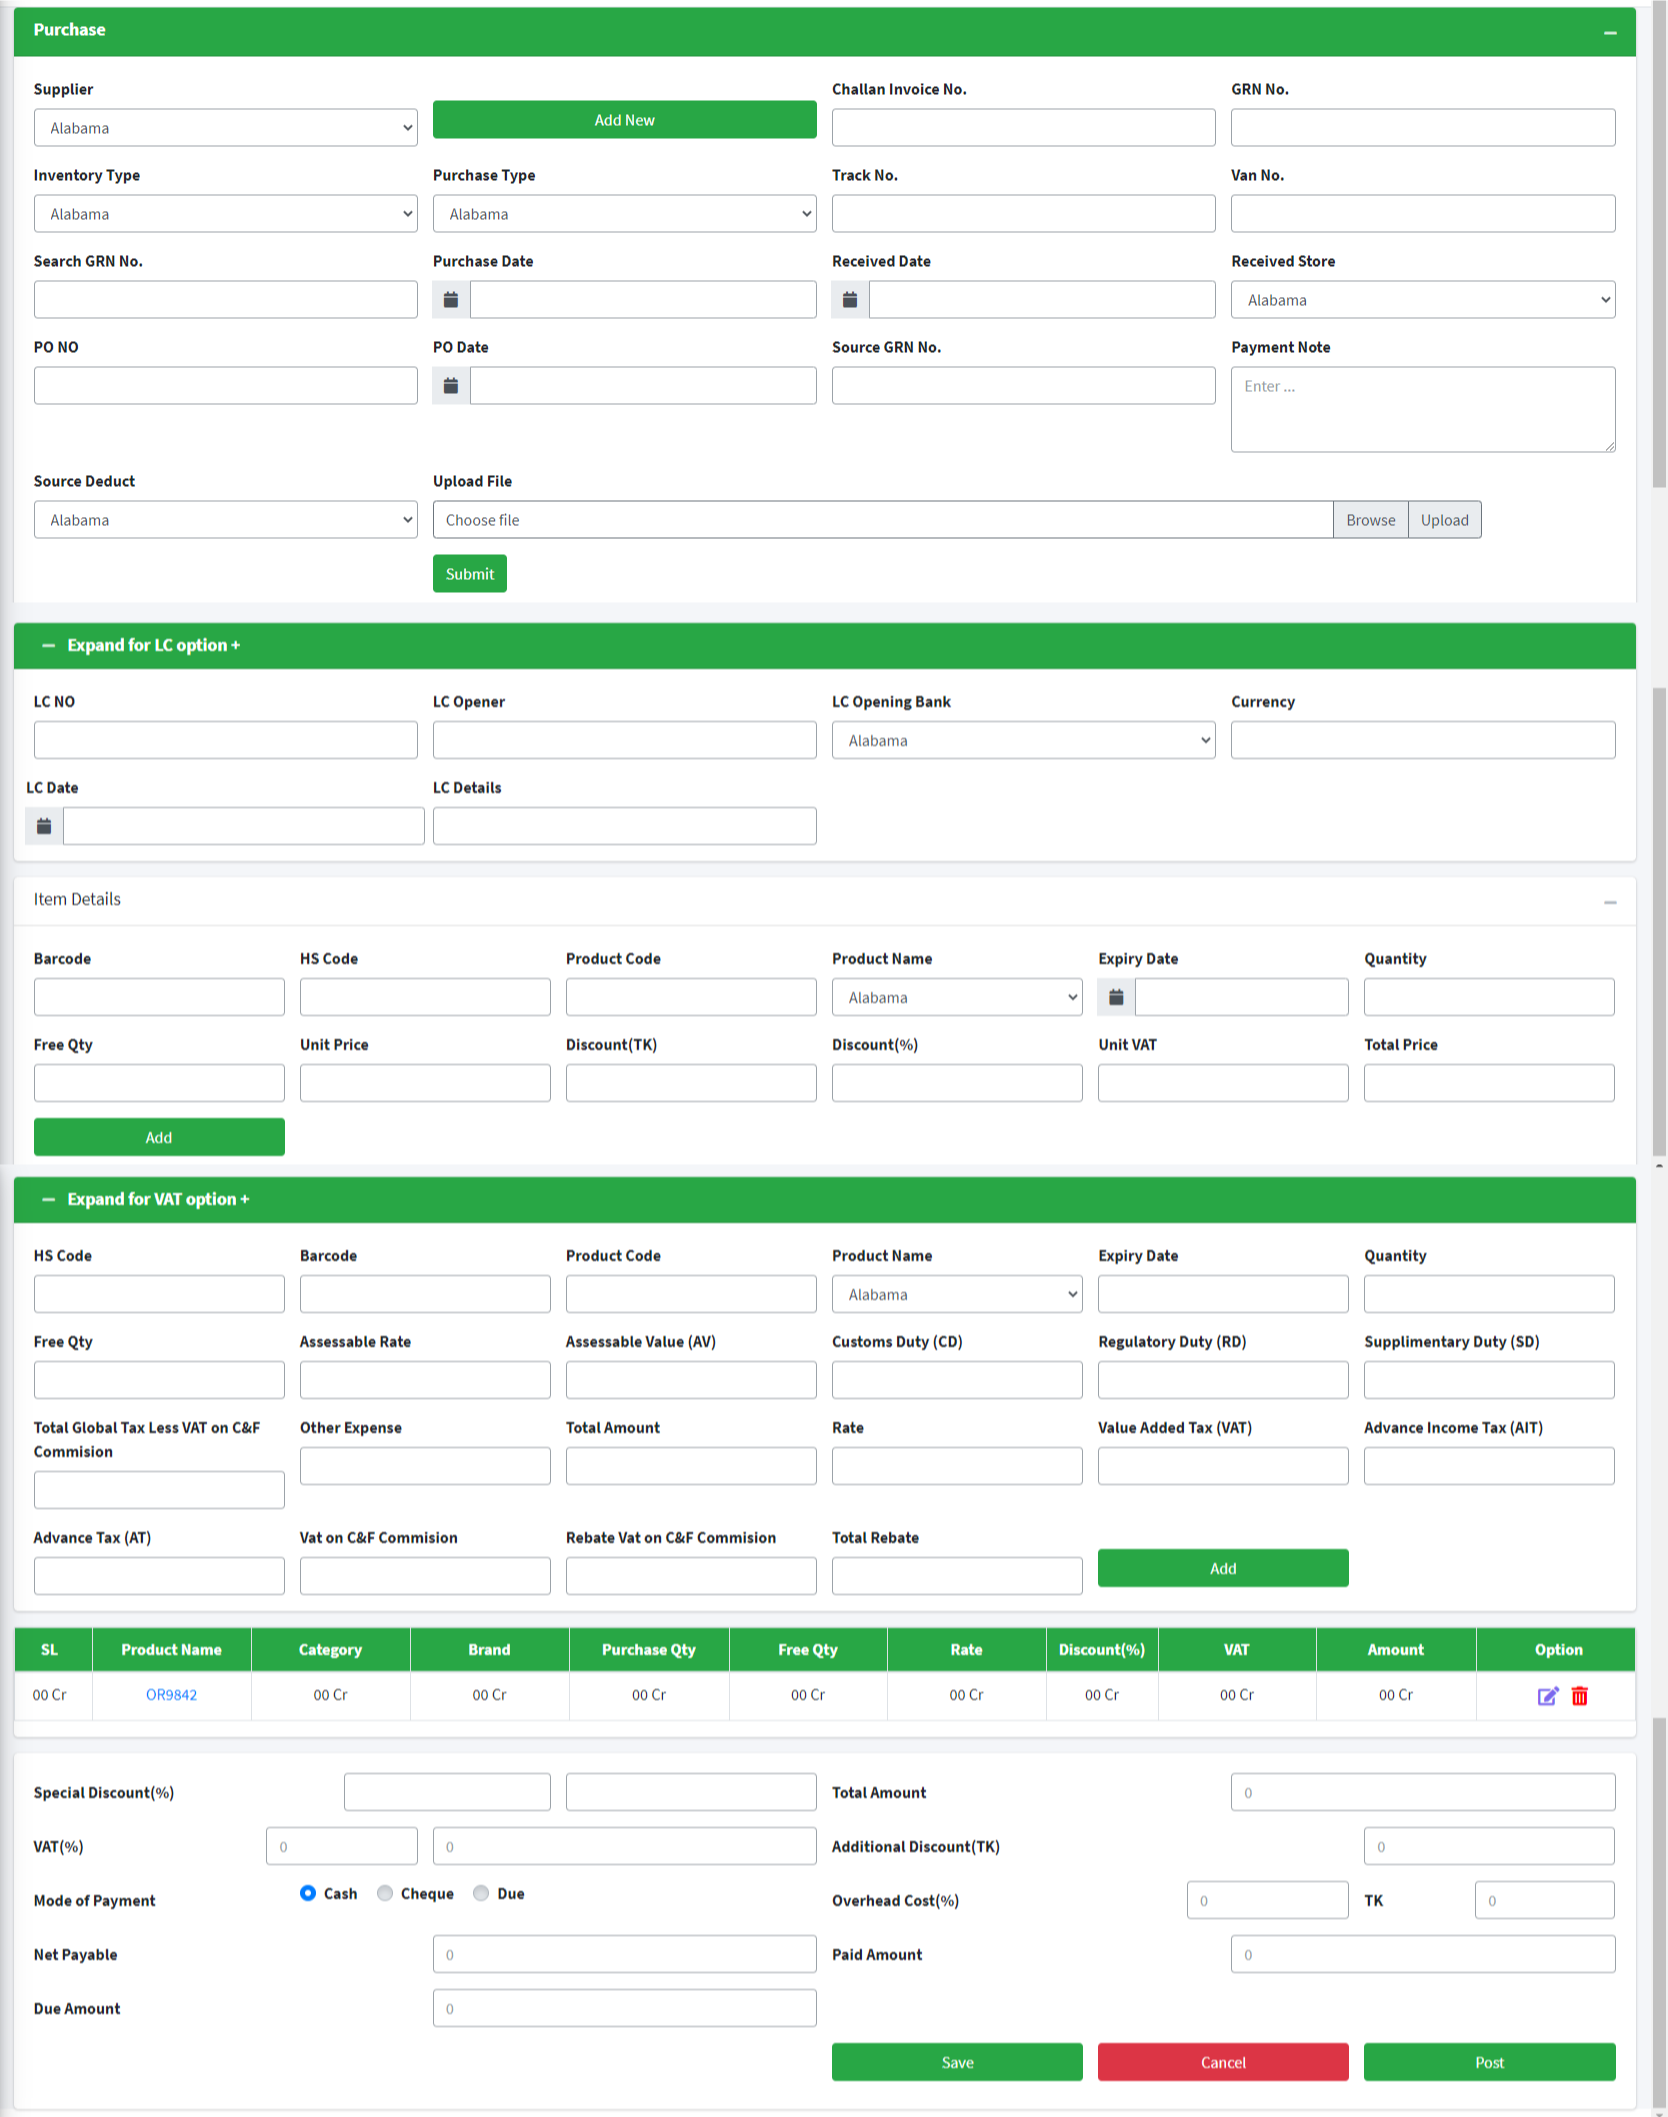 Purchase
Supplier Challan Invoice No. GRN No.
Alabama Add New
Inventory Type Purchase Type Track No. Van No.
Alabama Alabama
Search GRN No. Purchase Date Received Date Received Store
Alabama
PO NO PO Date Source GRN No. Payment Note
Enter ...
Source Deduct Upload File
Alabama Choose file Browse Upload
Submit
Expand for LC option +
LC NO LC Opener LC Opening Bank Currency
Alabama
LC Date LC Details
Item Details
Barcode HS Code Product Code Product Name Expiry Date Quantity
Alabama
Free Qty Unit Price Discount(TK) Discount(%) Unit VAT Total Price
Add
Expand for VAT option +
HS Code Barcode Product Code Product Name Expiry Date Quantity
Alabama
Free Qty Assessable Rate Assessable Value (AV) Customs Duty (CD) Regulatory Duty (RD) Supplimentary Duty (SD)
Total Global Tax Less VAT on C&F Commision Other Expense Total Amount Rate Value Added Tax (VAT) Advance Income Tax (AIT)
Advance Tax (AT) Vat on C&F Commision Rebate Vat on C&F Commision Total Rebate
Add
SL Product Name Category Brand Purchase Qty Free Qty Rate Discount(%) VAT Amount Option
00 Cr OR9842 00 Cr 00 Cr 00 Cr 00 Cr 00 Cr 00 Cr 00 Cr 00 Cr
Special Discount(%) Total Amount 0
VAT(%) 0 0 Additional Discount(TK) 0
Mode of Payment Cash Cheque Due Overhead Cost(%) 0 TK 0
Net Payable 0 Paid Amount 0
Due Amount 0
Save Cancel Post